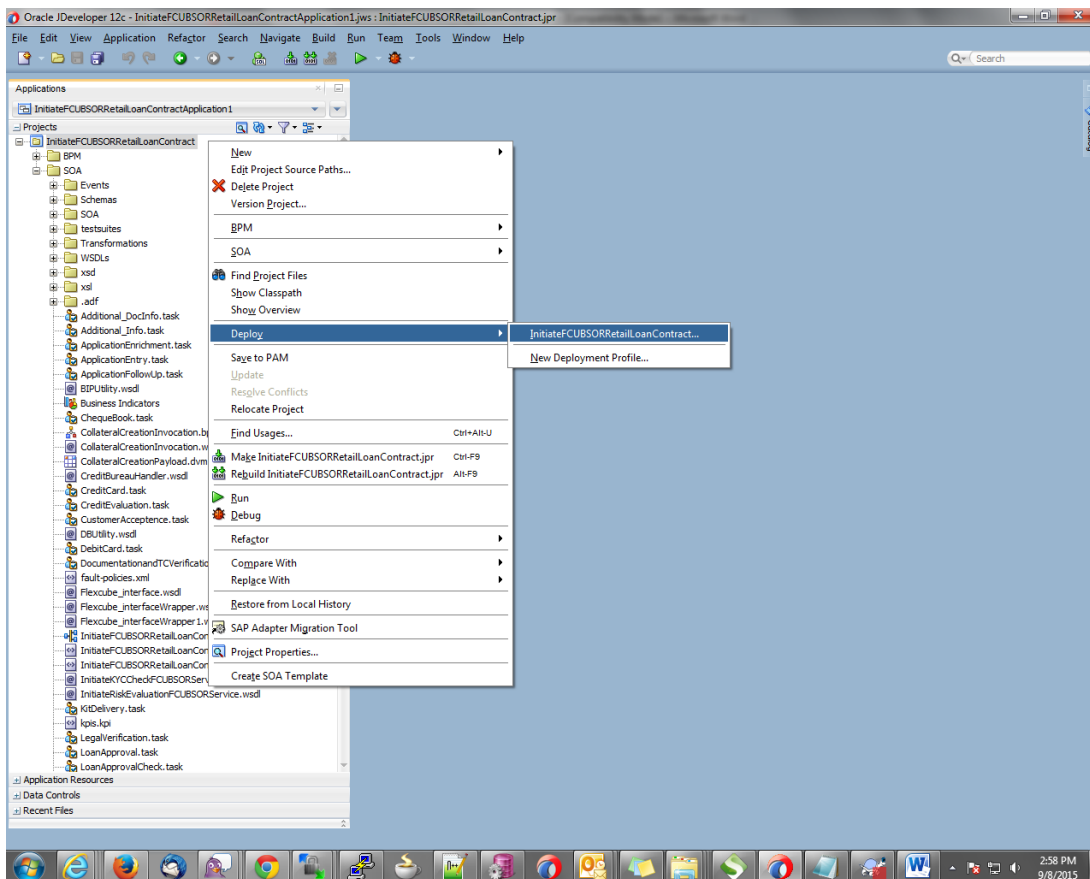 Oracle JDeveloper 12c - InitiateFCUBSORRetailLoanContractApplication1.jws : InitiateFCUBSORRetailLoanContract.jpr
File Edit View Application Refactor Search Navigate Build Run Team Tools Window Help
Search
Applications
InitiateFCUBSORRetailLoanContractApplication1
Projects
InitiateFCUBSORRetailLoanContract
BPM
SOA
Events
Schemas
SOA
testsuites
Transformations
WSDLs
xsd
xsl
.adf
Additional_DocInfo.task
Additional_Info.task
ApplicationEnrichment.task
ApplicationEntry.task
ApplicationFollowUp.task
BIPUtility.wsdl
Business Indicators
ChequeBook.task
CollateralCreationInvocation.bp
CollateralCreationInvocation.w
CollateralCreationPayload.dvm
CreditBureauHandler.wsdl
CreditCard.task
CreditEvaluation.task
CustomerAcceptence.task
DBUtility.wsdl
DebitCard.task
DocumentationandTCVerificatio
fault-policies.xml
Flexcube_interface.wsdl
Flexcube_interfaceWrapper.ws
Flexcube_interfaceWrapper1.v
InitiateFCUBSORRetailLoanCon
InitiateFCUBSORRetailLoanCon
InitiateFCUBSORRetailLoanCon
InitiateKYCCheckFCUBSORServ
InitiateRiskEvaluationFCUBSORService.wsdl
KitDelivery.task
kpis.kpi
LegalVerification.task
LoanApproval.task
LoanApprovalCheck.task
Application Resources
Data Controls
Recent Files
New
Edit Project Source Paths...
Delete Project
Version Project...
BPM
SOA
Find Project Files
Show Classpath
Show Overview
Deploy
Save to PAM
Update
Resolve Conflicts
Relocate Project
Find Usages... Ctrl+Alt-U
Make InitiateFCUBSORRetailLoanContract.jpr Ctrl-F9
Rebuild InitiateFCUBSORRetailLoanContract.jpr Alt-F9
Run
Debug
Refactor
Compare With
Replace With
Restore from Local History
SAP Adapter Migration Tool
Project Properties...
Create SOA Template
InitiateFCUBSORRetailLoanContract...
New Deployment Profile...
2:58 PM
9/8/2015